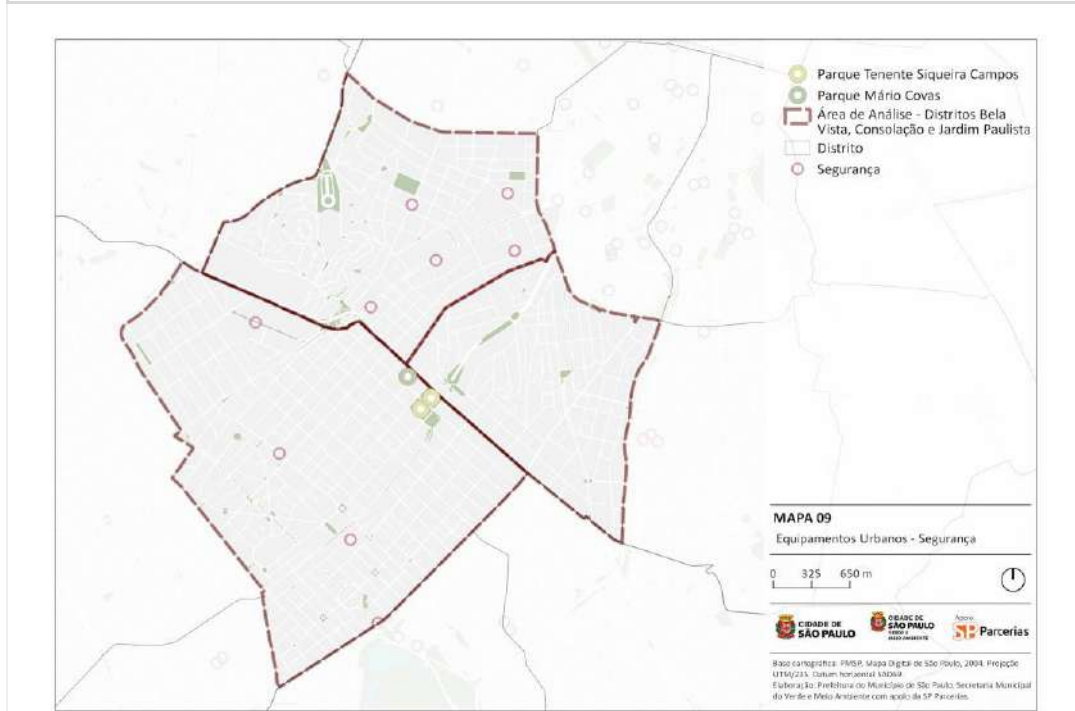 Parque Tenente Siqueira Campos
Parque Mário Covas
Área de Análise - Distritos Bela
Vista, Consolação e Jardim Paulista
Distrito
Segurança
MAPA 09
Equipamentos Urbanos - Segurança
0 325 650 m
CIDADE DE
SÃO PAULO
CIDADE DE
SÃO PAULO
VERDE E
MEIO AMBIENTE
Apoio
SP Parcerias
Base cartográfica: PMSP, Mapa Digital de São Paulo, 2004. Projeção
UTM/23S. Datum horizontal SAD69.
Elaboração: Prefeitura do Município de São Paulo, Secretaria Municipal
do Verde e Meio Ambiente com apoio da SP Parcerias.